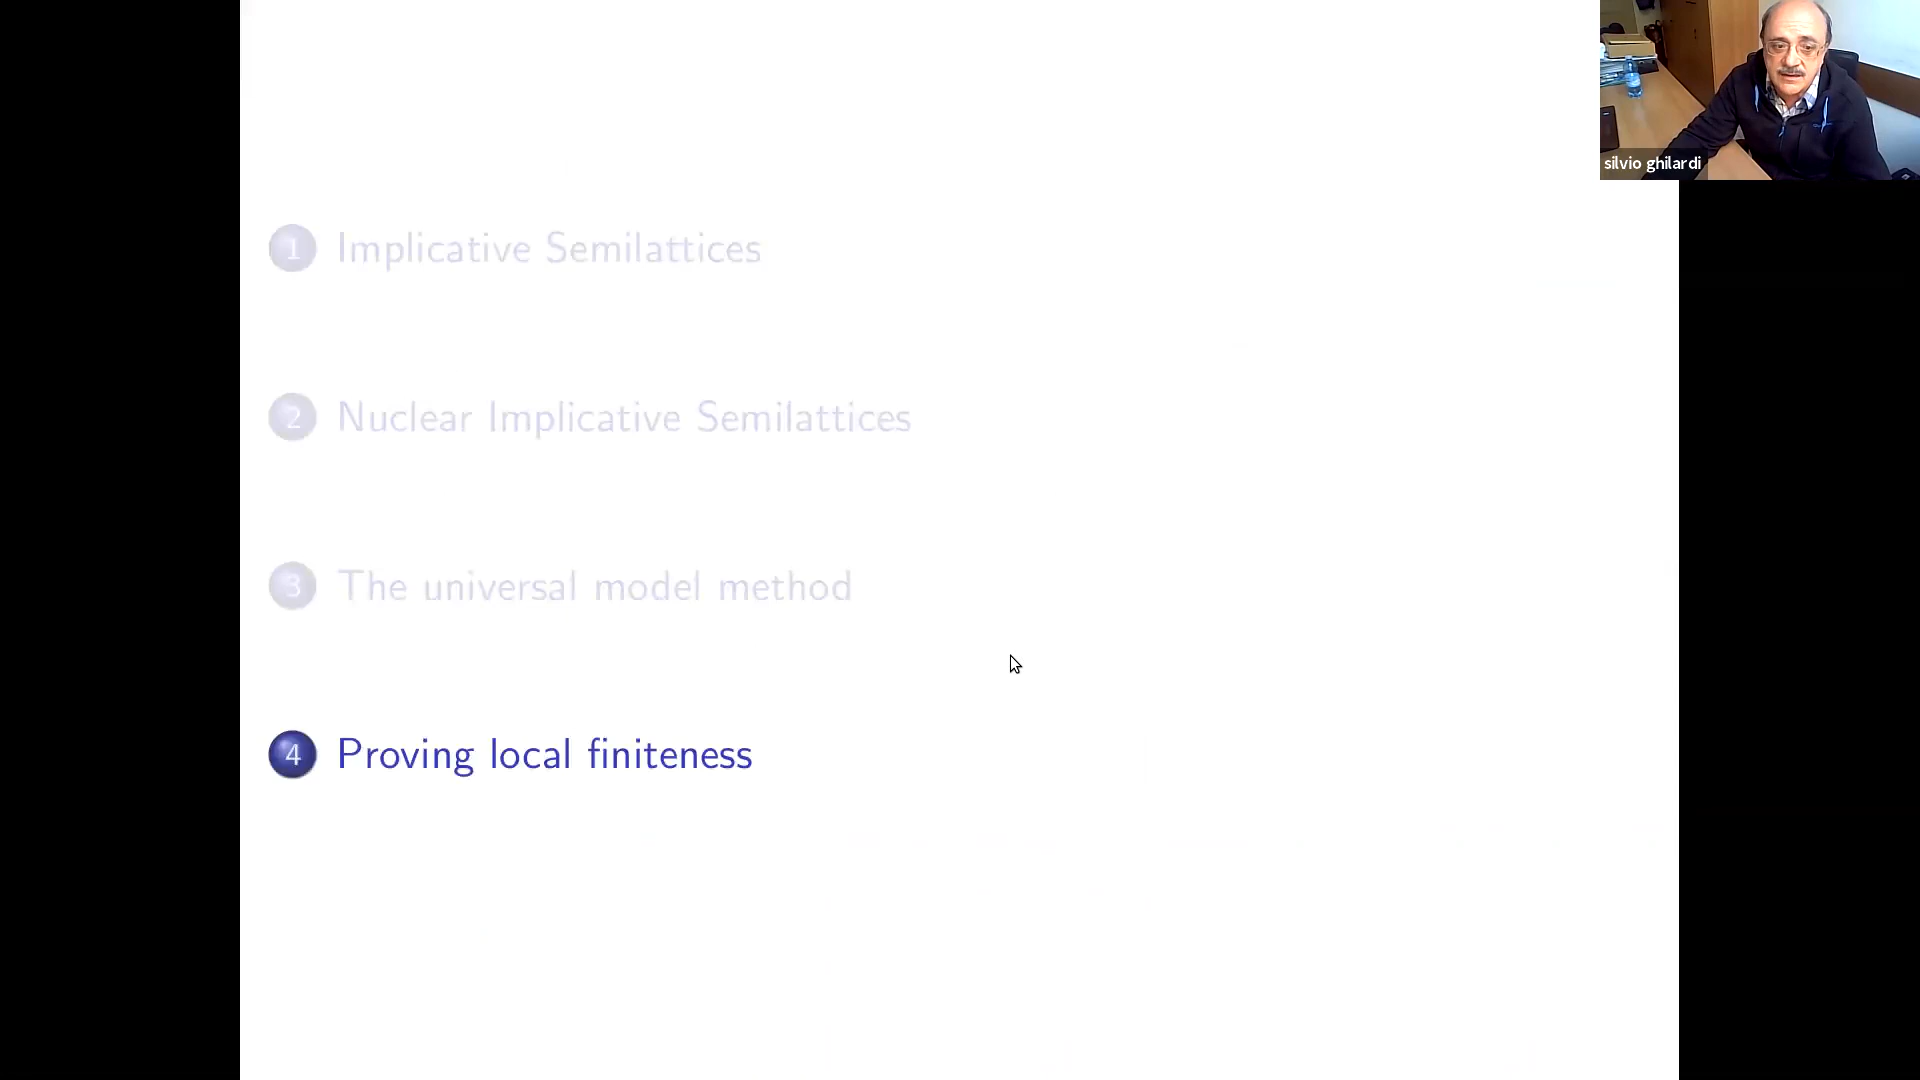 silvio ghilardi
1 Implicative Semilattices
2 Nuclear Implicative Semilattices
3 The universal model method
4 Proving local finiteness